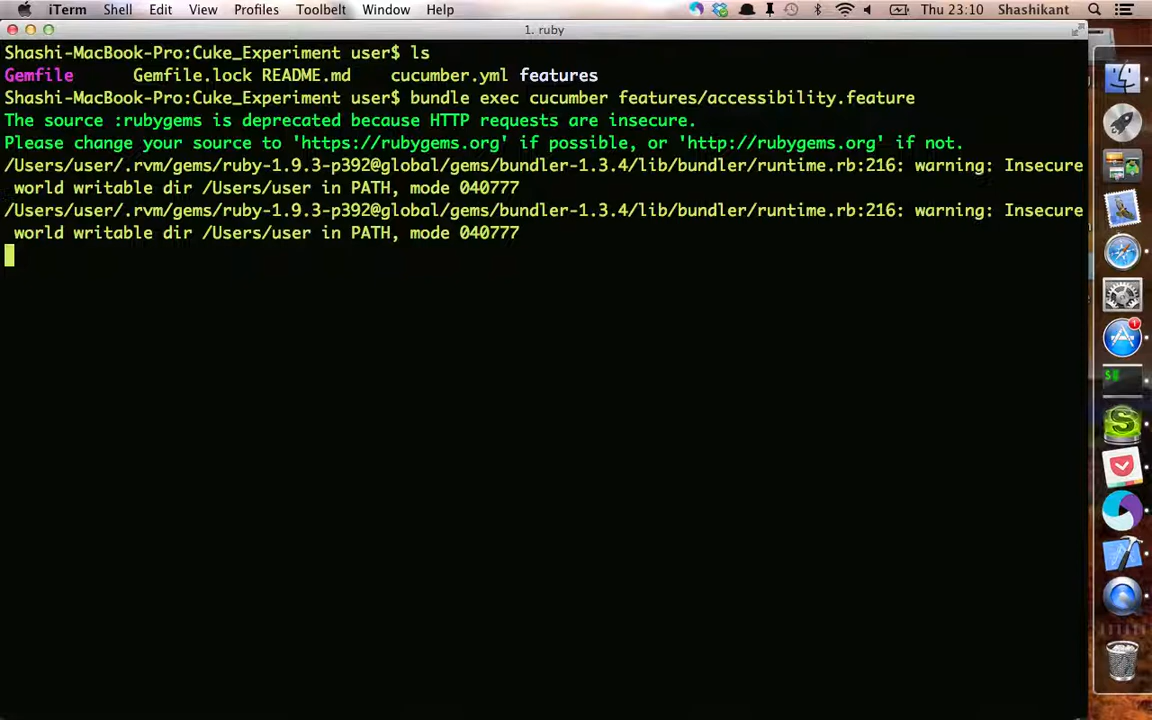 iTerm Shell Edit View Profiles Toolbelt Window Help Thu 23:10 Shashikant
1. ruby
Shashi-MacBook-Pro:Cuke_Experiment user$ ls
Gemfile Gemfile.lock README.md cucumber.yml features
Shashi-MacBook-Pro:Cuke_Experiment user$ bundle exec cucumber features/accessibility.feature
The source :rubygems is deprecated because HTTP requests are insecure.
Please change your source to 'https://rubygems.org' if possible, or 'http://rubygems.org' if not.
/Users/user/.rvm/gems/ruby-1.9.3-p392@global/gems/bundler-1.3.4/lib/bundler/runtime.rb:216: warning: Insecure
world writable dir /Users/user in PATH, mode 040777
/Users/user/.rvm/gems/ruby-1.9.3-p392@global/gems/bundler-1.3.4/lib/bundler/runtime.rb:216: warning: Insecure
world writable dir /Users/user in PATH, mode 040777
1
$
S